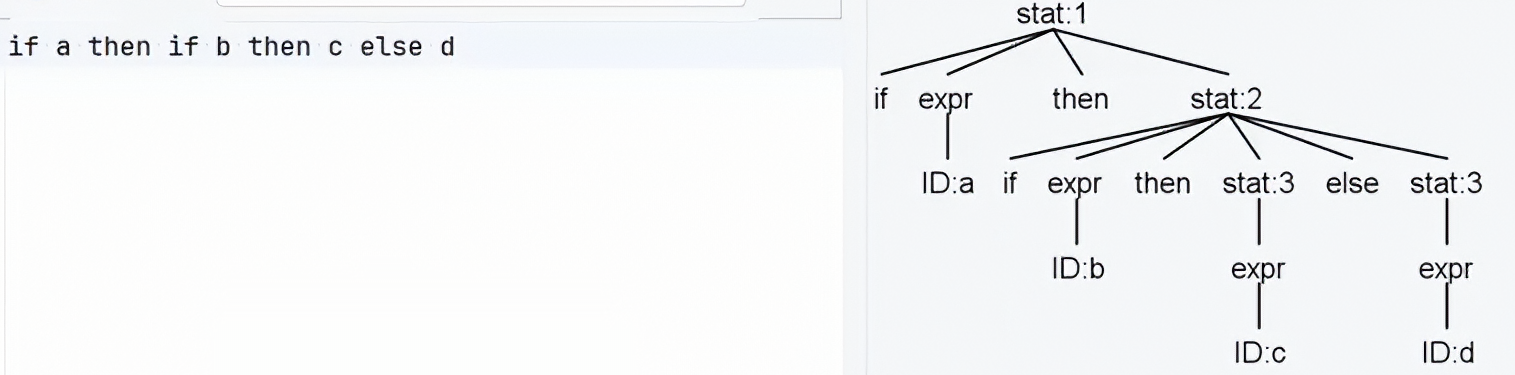 if a then if b then c else d
stat:1
if expr then stat:2
ID:a if expr then stat:3 else stat:3
ID:b expr expr
ID:c ID:d